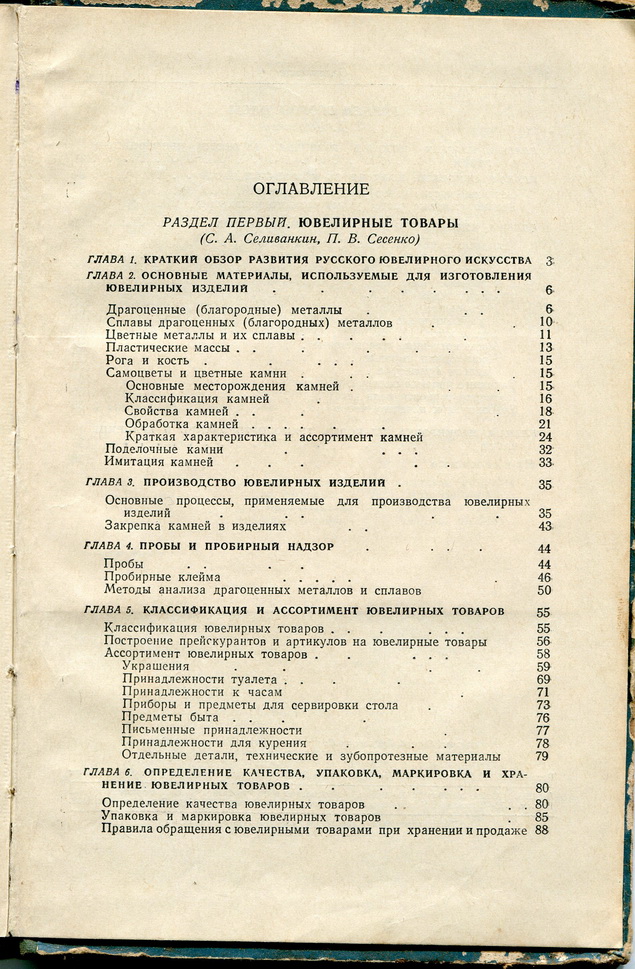 ОГЛАВЛЕНИЕ
РАЗДЕЛ ПЕРВЫЙ. ЮВЕЛИРНЫЕ ТОВАРЫ
(С. А. Селиванкин, П. В. Сесенко)
ГЛАВА 1. КРАТКИЙ ОБЗОР РАЗВИТИЯ РУССКОГО ЮВЕЛИРНОГО ИСКУССТВА 3
ГЛАВА 2. ОСНОВНЫЕ МАТЕРИАЛЫ, ИСПОЛЬЗУЕМЫЕ ДЛЯ ИЗГОТОВЛЕНИЯ
ЮВЕЛИРНЫХ ИЗДЕЛИЙ . . . . . . . 6
Драгоценные (благородные) металлы . . . 6
Сплавы драгоценных (благородных) металлов . . 10
Цветные металлы и их сплавы . . . . . 11
Пластические массы . . . . 13
Рога и кость . . . . . 15
Самоцветы и цветные камни . . . . 15
Основные месторождения камней . . . 15
Классификация камней . 16
Свойства камней . . . . 18
Обработка камней . . . . . . 21
Краткая характеристика и ассортимент камней 24
Поделочные камни . . . . 32
Имитация камней . . . . . 33
ГЛАВА 3. ПРОИЗВОДСТВО ЮВЕЛИРНЫХ ИЗДЕЛИЙ . 35
Основные процессы, применяемые для производства ювелирных
изделий . . . . . 35
Закрепка камней в изделиях . . 43
ГЛАВА 4. ПРОБЫ И ПРОБИРНЫЙ НАДЗОР . . . 44
Пробы . . . . 44
Пробирные клейма . . . . . . 46
Методы анализа драгоценных металлов и сплавов . 50
ГЛАВА 5. КЛАССИФИКАЦИЯ И АССОРТИМЕНТ ЮВЕЛИРНЫХ ТОВАРОВ 55
Классификация ювелирных товаров . . . . . 55
Построение прейскурантов и артикулов на ювелирные товары 56
Ассортимент ювелирных товаров . . . . . 58
Украшения . . . . 59
Принадлежности туалета . . . . 69
Принадлежности к часам . 71
Приборы и предметы для сервировки стола . 73
Предметы быта . . . . 76
Письменные принадлежности . 77
Принадлежности для курения . . . 78
Отдельные детали, технические и зубопротезные материалы 79
ГЛАВА 6. ОПРЕДЕЛЕНИЕ КАЧЕСТВА, УПАКОВКА, МАРКИРОВКА И ХРА-
НЕНИЕ ЮВЕЛИРНЫХ ТОВАРОВ . . . . . . 80
Определение качества ювелирных товаров . . . . 80
Упаковка и маркировка ювелирных товаров . . 85
Правила обращения с ювелирными товарами при хранении и продаже 88